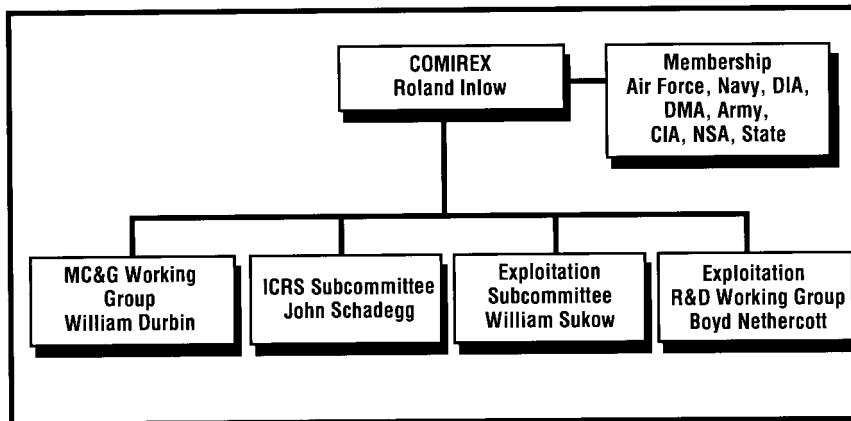 COMIREX
Roland Inlow
Membership
Air Force, Navy, DIA,
DMA, Army,
CIA, NSA, State
MC&G Working
Group
William Durbin
ICRS Subcommittee
John Schadegg
Exploitation
Subcommittee
William Sukow
Exploitation
R&D Working Group
Boyd Nethercott